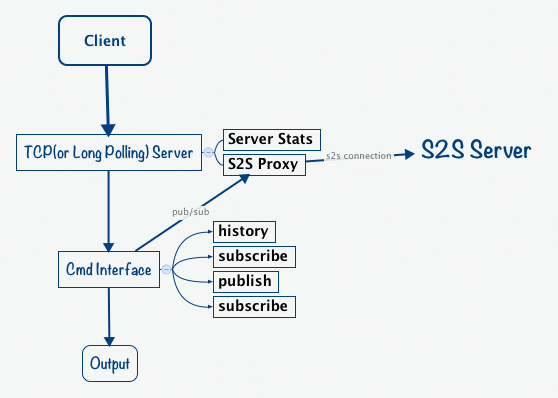 Client
TCP(or Long Polling) Server
Server Stats
S2S Proxy
s2s connection
S2S Server
pub/sub
Cmd Interface
history
subscribe
publish
subscribe
Output